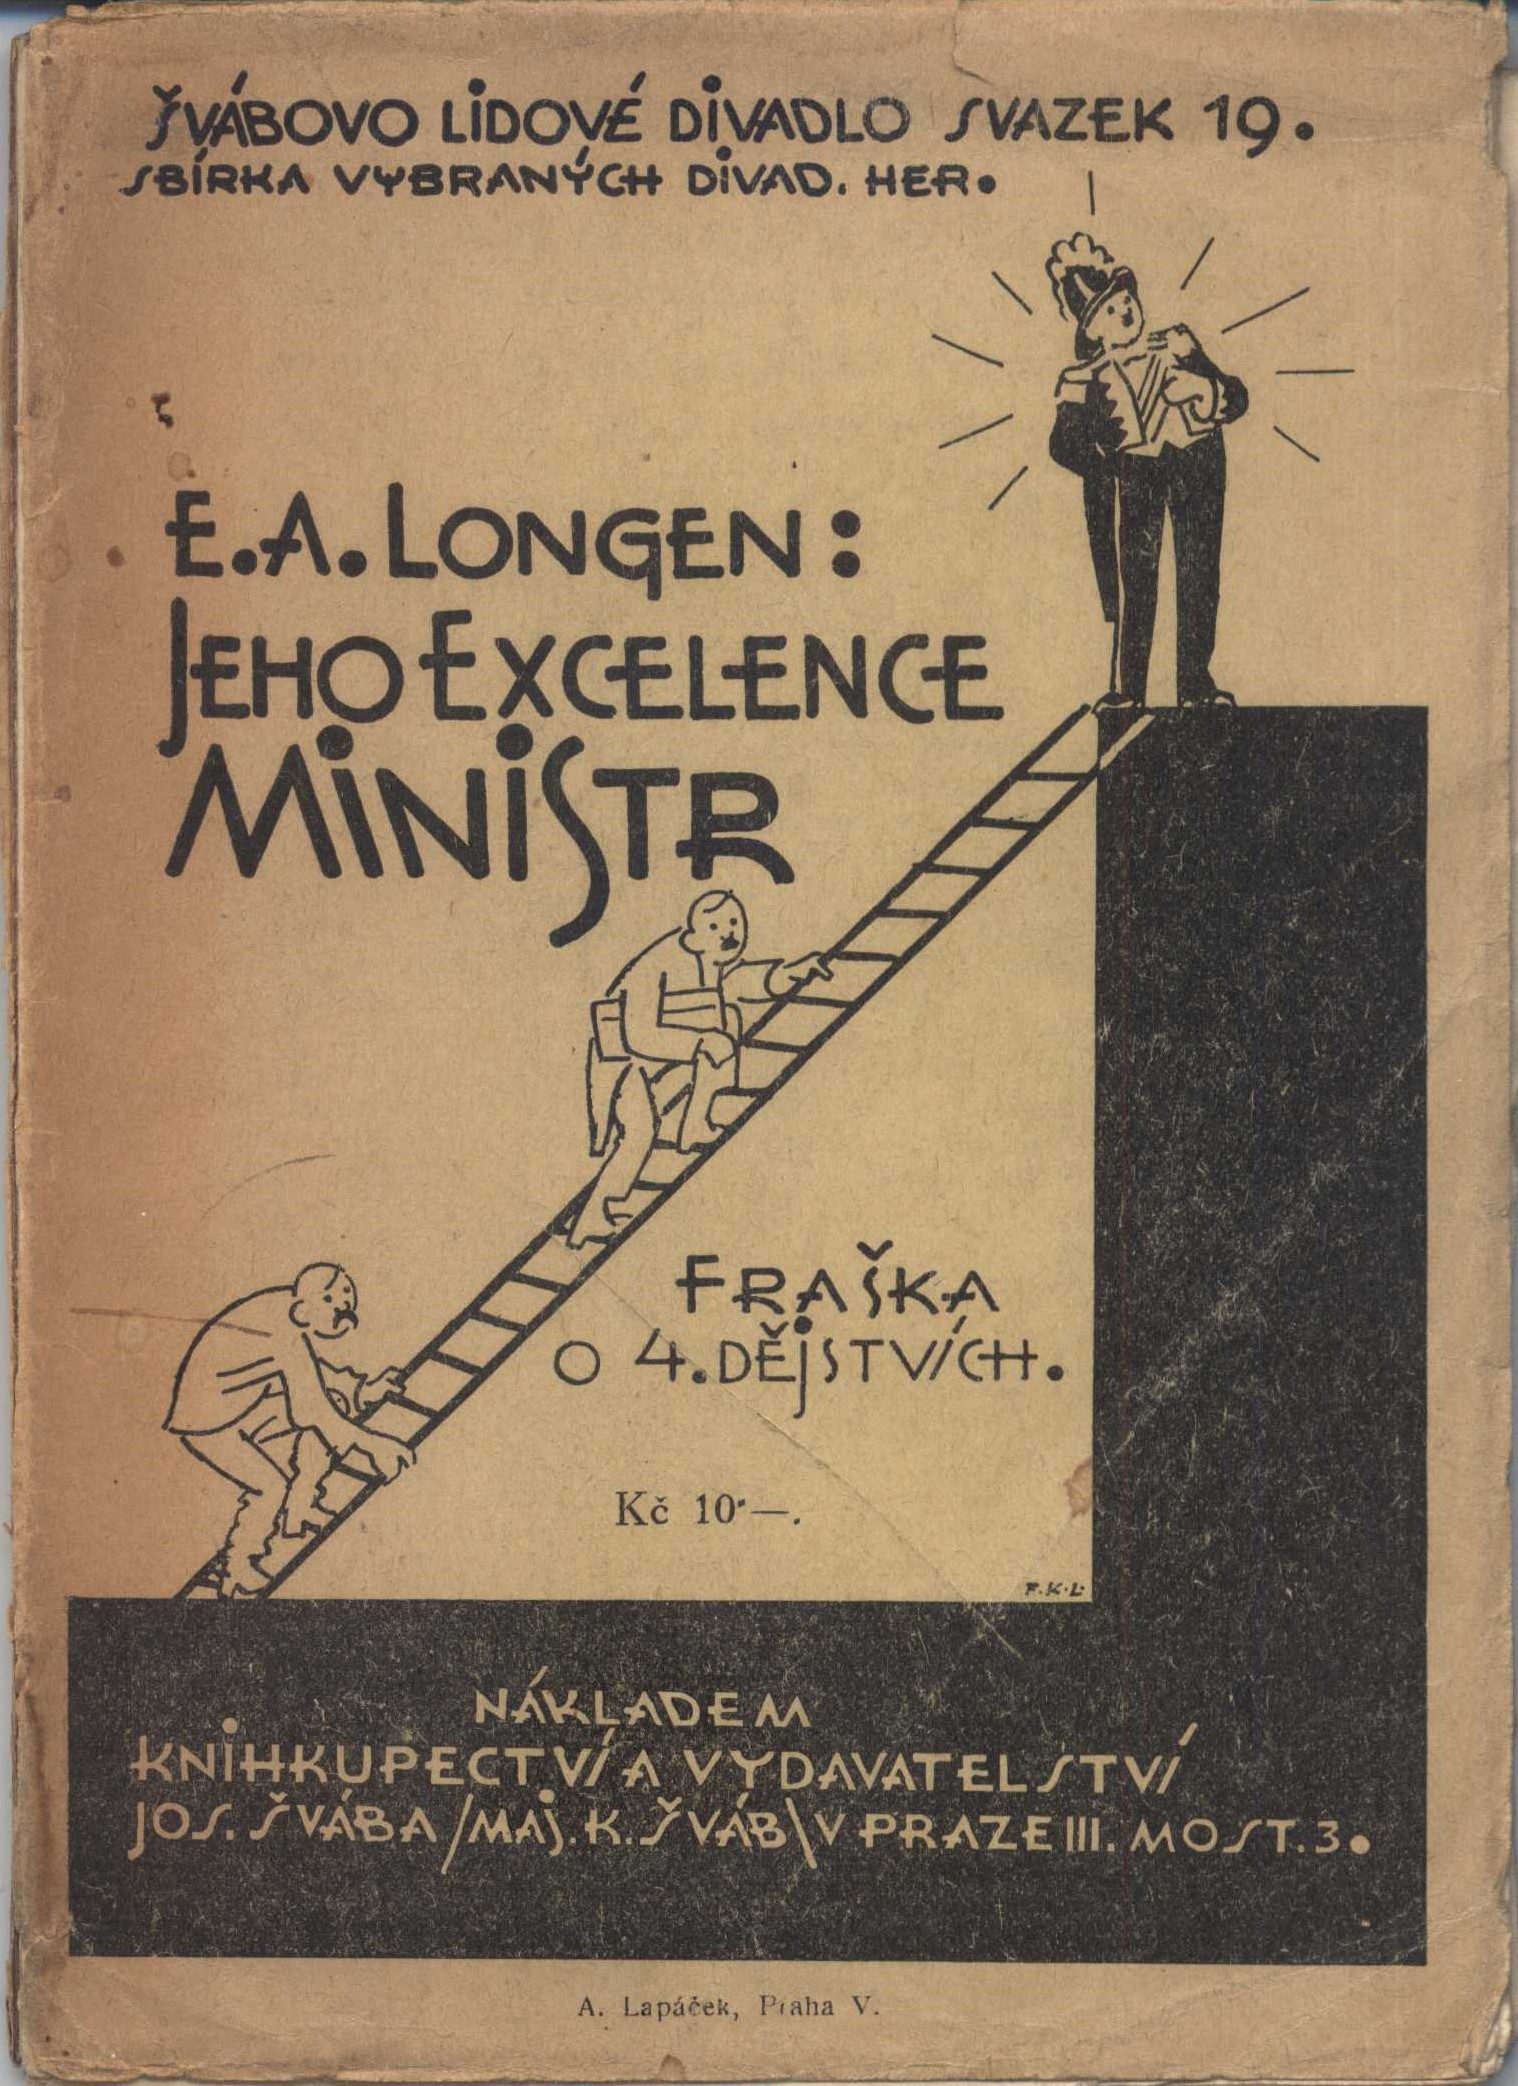 ŠVÁBOVO LIDOVÉ DIVADLO SVAZEK 19.
SBÍRKA VYBRANÝCH DIVAD. HER.
E. A. LONGEN:
JEHO EXCELENCE
MINISTR
FRAŠKA
O 4. DĚJSTVÍCH.
Kč 10·—.
F.K.L.
NÁKLADEM
KNIHKUPECTVÍ A VYDAVATELSTVÍ
JOS. ŠVÁBA /MAJ. K. ŠVÁB\ V PRAZE III. MOST. 3.
A. Lapáček, Praha V.